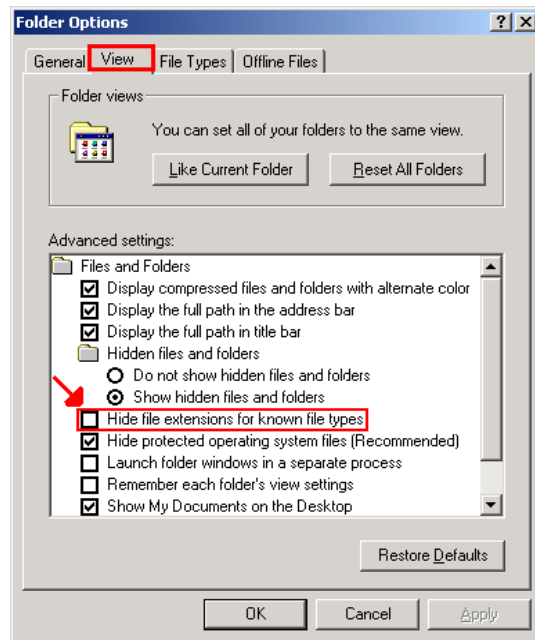 Folder Options
General View File Types Offline Files
Folder views
You can set all of your folders to the same view.
Like Current Folder Reset All Folders
Advanced settings:
Files and Folders
Display compressed files and folders with alternate color
Display the full path in the address bar
Display the full path in title bar
Hidden files and folders
Do not show hidden files and folders
Show hidden files and folders
Hide file extensions for known file types
Hide protected operating system files (Recommended)
Launch folder windows in a separate process
Remember each folder's view settings
Show My Documents on the Desktop
Restore Defaults
OK Cancel Apply